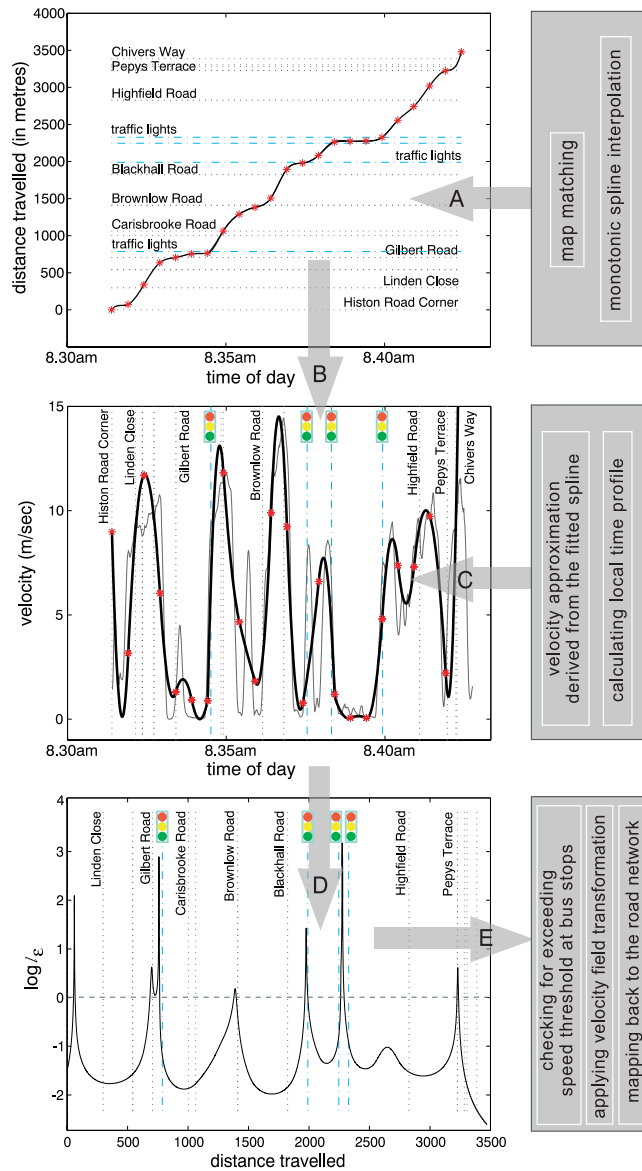 4000
3500
3000
2500
2000
1500
1000
500
0
distance travelled (in metres)
Chivers Way
Pepys Terrace
Highfield Road
traffic lights
traffic lights
Blackhall Road
Brownlow Road
Carisbrooke Road
traffic lights
Gilbert Road
Linden Close
Histon Road Corner
8.30am
8.35am
8.40am
time of day
A
map matching
monotonic spline interpolation
B
15
10
5
0
velocity (m/sec)
Histon Road Corner
Linden Close
Gilbert Road
Brownlow Road
Highfield Road
Pepys Terrace
Chivers Way
8.30am
8.35am
8.40am
time of day
C
velocity approximation
derived from the fitted spline
calculating local time profile
D
4
3
2
1
0
-1
-2
log ℓε
Linden Close
Gilbert Road
Carisbrooke Road
Brownlow Road
Blackhall Road
Highfield Road
Pepys Terrace
0
500
1000
1500
2000
2500
3000
3500
distance travelled
E
checking for exceeding
speed threshold at bus stops
applying velocity field transformation
mapping back to the road network